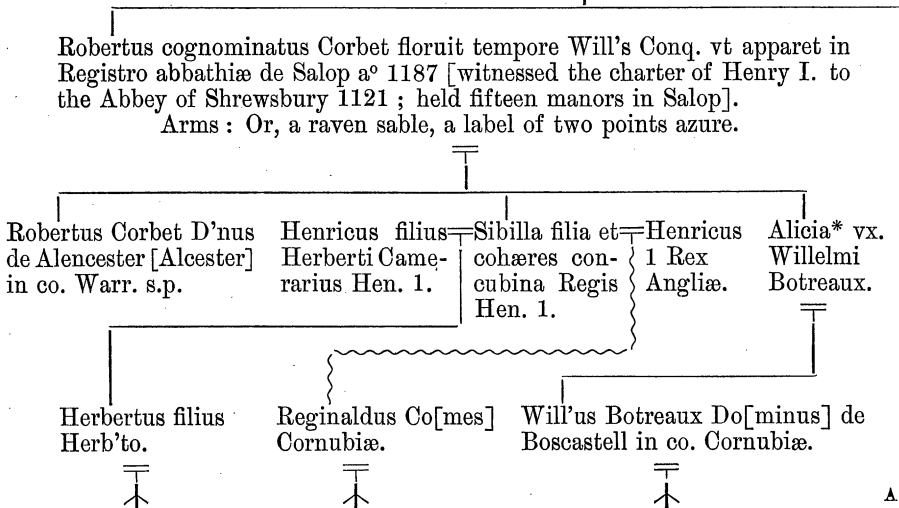 Robertus cognominatus Corbet floruit tempore Will's Conq. vt apparet in
Registro abbathiæ de Salop aº 1187 [witnessed the charter of Henry I. to
the Abbey of Shrewsbury 1121 ; held fifteen manors in Salop].
Arms : Or, a raven sable, a label of two points azure.
Robertus Corbet D'nus
de Alencester [Alcester]
in co. Warr. s.p.
Henricus filius
Herberti Came-
rarius Hen. 1.
Sibilla filia et
cohæres con-
cubina Regis
Hen. 1.
Henricus
1 Rex
Angliæ.
Alicia* vx.
Willelmi
Botreaux.
Herbertus filius
Herb'to.
Reginaldus Co[mes]
Cornubiæ.
Will'us Botreaux Do[minus] de
Boscastell in co. Cornubiæ.
A